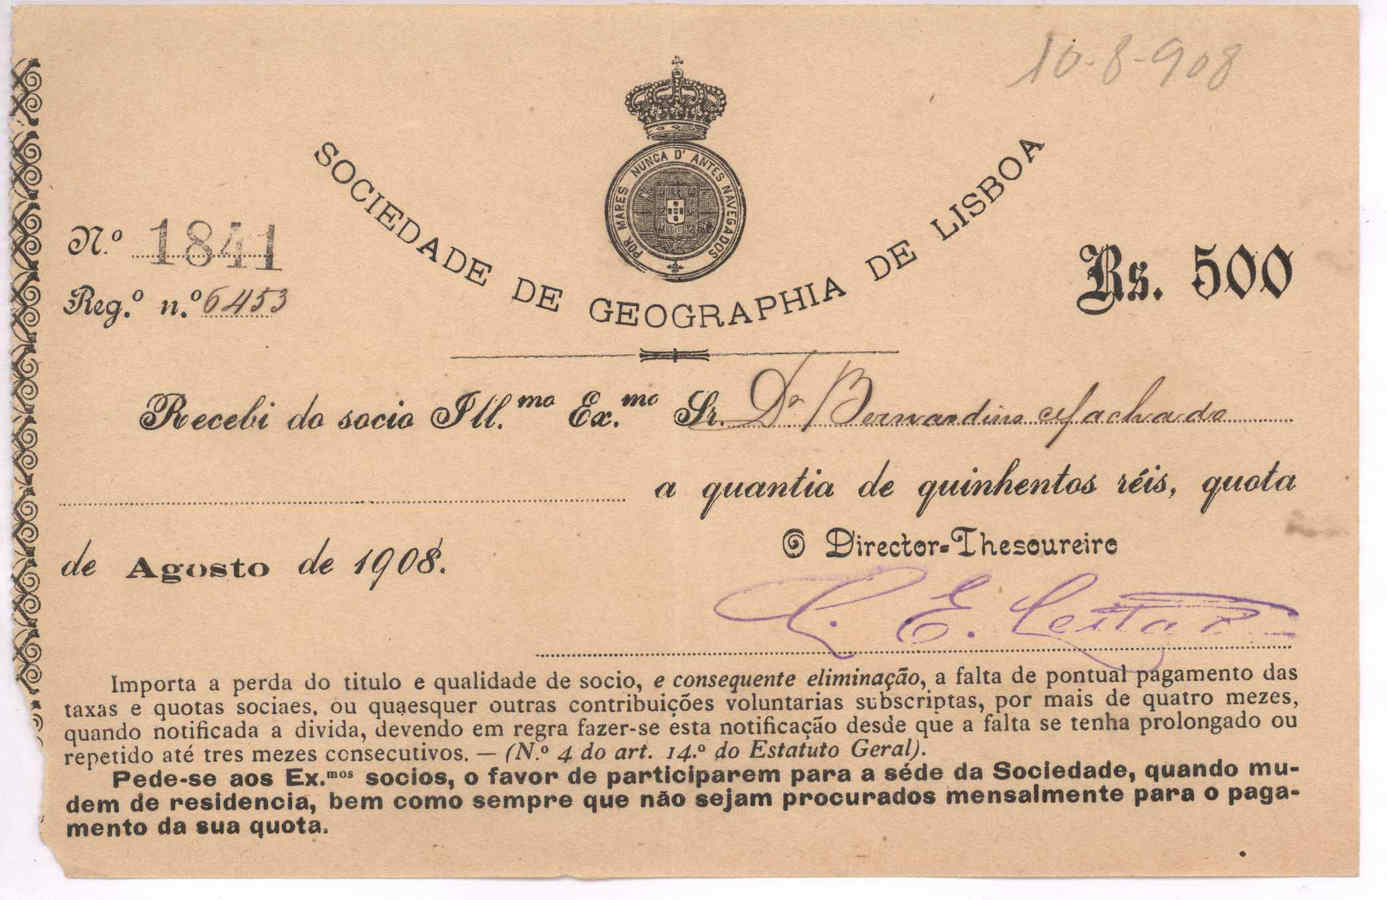 10-8-908
POR MARES NUNCA D'ANTES NAVEGADOS
SOCIEDADE DE GEOGRAPHIA DE LISBOA
N.º 1841
Reg.º n.º 6453
Rs. 500
Recebi do socio Ill.mo Ex.mo Sr. Dr Bernardino Machado
a quantia de quinhentos réis, quota
de Agosto de 1908.
O Director-Thesoureiro
C. E. Leitão
Importa a perda do titulo e qualidade de socio, e consequente eliminação, a falta de pontual pagamento das
taxas e quotas sociaes, ou quaesquer outras contribuições voluntarias subscriptas, por mais de quatro mezes,
quando notificada a divida, devendo em regra fazer-se esta notificação desde que a falta se tenha prolongado ou
repetido até tres mezes consecutivos. — (N.º 4 do art. 14.º do Estatuto Geral).
Pede-se aos Ex.mos socios, o favor de participarem para a séde da Sociedade, quando mu-
dem de residencia, bem como sempre que não sejam procurados mensalmente para o paga-
mento da sua quota.